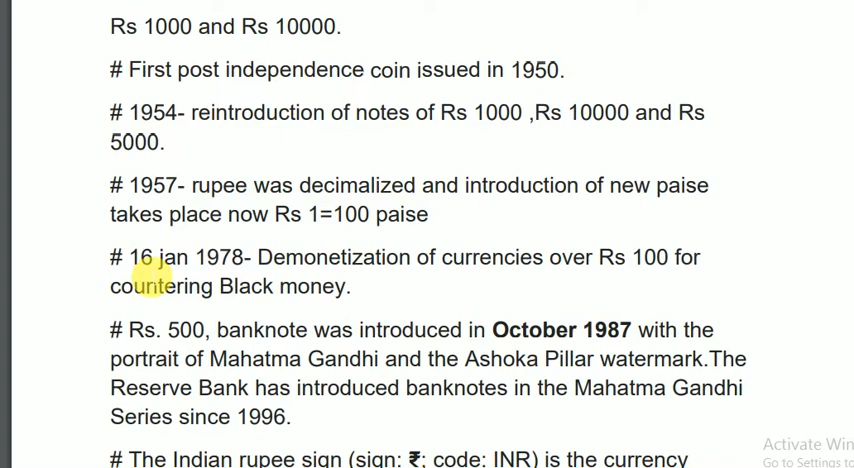 Rs 1000 and Rs 10000.
# First post independence coin issued in 1950.
# 1954- reintroduction of notes of Rs 1000 ,Rs 10000 and Rs
5000.
# 1957- rupee was decimalized and introduction of new paise
takes place now Rs 1=100 paise
# 16 jan 1978- Demonetization of currencies over Rs 100 for
countering Black money.
# Rs. 500, banknote was introduced in October 1987 with the
portrait of Mahatma Gandhi and the Ashoka Pillar watermark.The
Reserve Bank has introduced banknotes in the Mahatma Gandhi
Series since 1996.
# The Indian rupee sign (sign: ₹; code: INR) is the currency
Activate Win
Go to Settings to